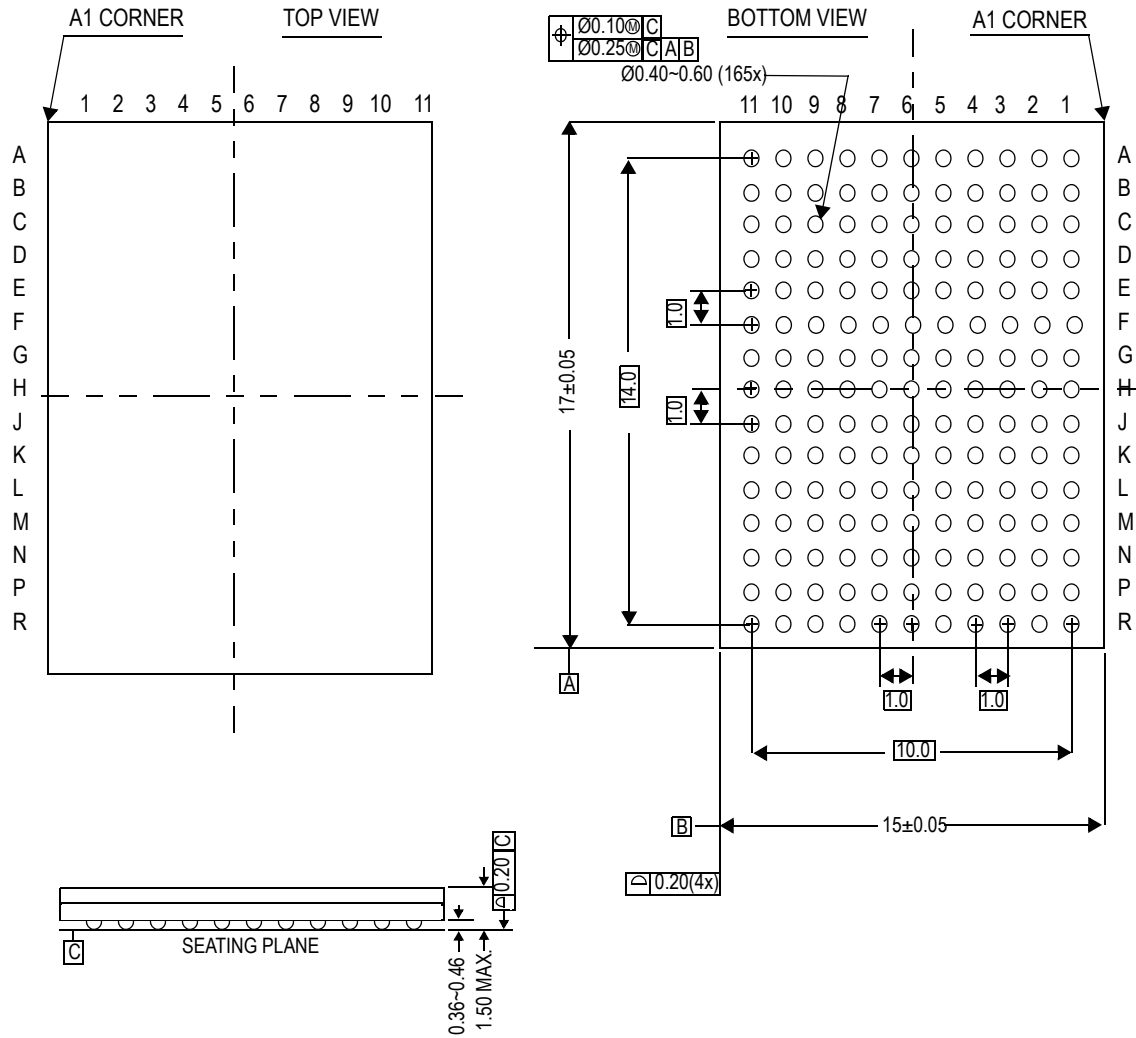 A1 CORNER
TOP VIEW
1 2 3 4 5 6 7 8 9 10 11
A
B
C
D
E
F
G
H
J
K
L
M
N
P
R
Ø0.10Ⓜ C
Ø0.25Ⓜ C A B
Ø0.40~0.60 (165x)
BOTTOM VIEW
A1 CORNER
11 10 9 8 7 6 5 4 3 2 1
A
B
C
D
E
F
G
H
J
K
L
M
N
P
R
1.0
1.0
14.0
17±0.05
A
1.0
1.0
10.0
B
15±0.05
0.20(4x)
0.20 C
C
SEATING PLANE
0.36~0.46
1.50 MAX.